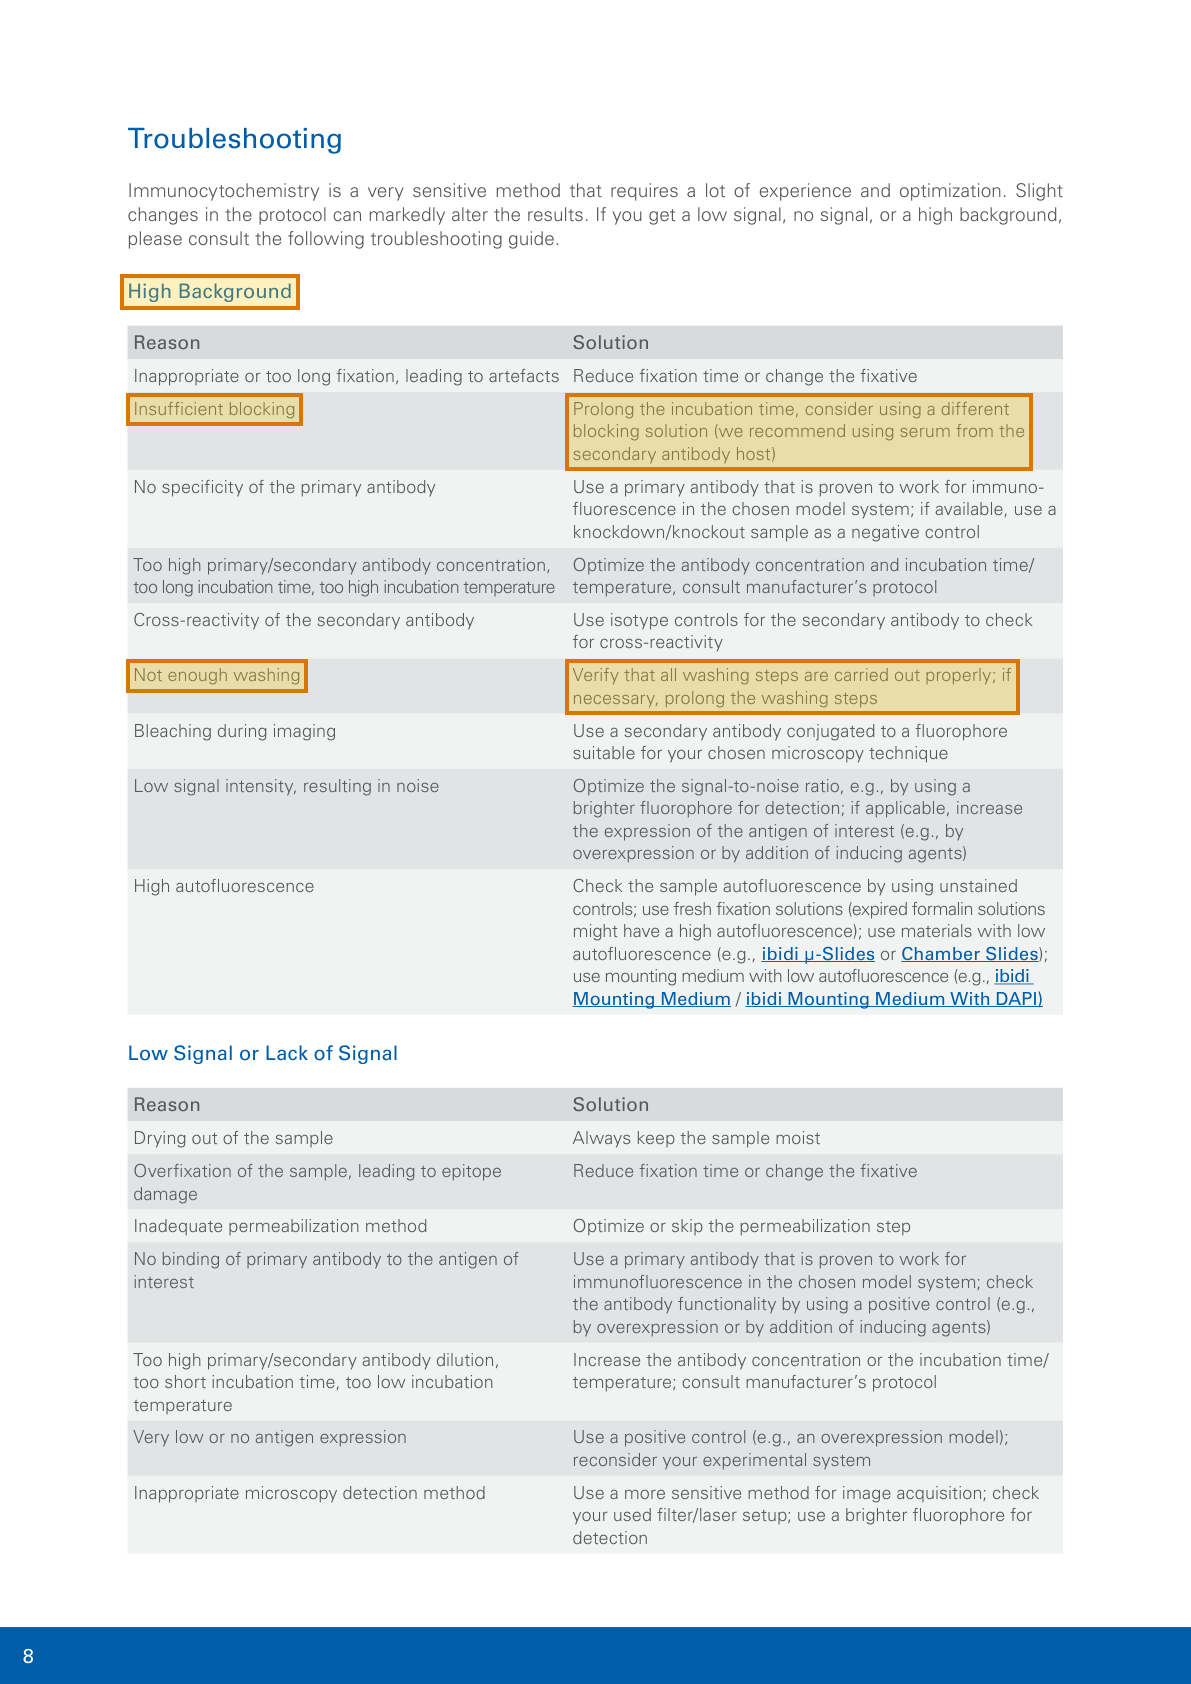 Troubleshooting
Immunocytochemistry is a very sensitive method that requires a lot of experience and optimization. Slight
changes in the protocol can markedly alter the results. If you get a low signal, no signal, or a high background,
please consult the following troubleshooting guide.
High Background
Reason Solution
Inappropriate or too long fixation, leading to artefacts Reduce fixation time or change the fixative
Insufficient blocking Prolong the incubation time, consider using a different
blocking solution (we recommend using serum from the
secondary antibody host)
No specificity of the primary antibody Use a primary antibody that is proven to work for immuno-
fluorescence in the chosen model system; if available, use a
knockdown/knockout sample as a negative control
Too high primary/secondary antibody concentration, Optimize the antibody concentration and incubation time/
too long incubation time, too high incubation temperature temperature, consult manufacturer’s protocol
Cross-reactivity of the secondary antibody Use isotype controls for the secondary antibody to check
for cross-reactivity
Not enough washing Verify that all washing steps are carried out properly; if
necessary, prolong the washing steps
Bleaching during imaging Use a secondary antibody conjugated to a fluorophore
suitable for your chosen microscopy technique
Low signal intensity, resulting in noise Optimize the signal-to-noise ratio, e.g., by using a
brighter fluorophore for detection; if applicable, increase
the expression of the antigen of interest (e.g., by
overexpression or by addition of inducing agents)
High autofluorescence Check the sample autofluorescence by using unstained
controls; use fresh fixation solutions (expired formalin solutions
might have a high autofluorescence); use materials with low
autofluorescence (e.g., ibidi µ-Slides or Chamber Slides);
use mounting medium with low autofluorescence (e.g., ibidi
Mounting Medium / ibidi Mounting Medium With DAPI)
Low Signal or Lack of Signal
Reason Solution
Drying out of the sample Always keep the sample moist
Overfixation of the sample, leading to epitope Reduce fixation time or change the fixative
damage
Inadequate permeabilization method Optimize or skip the permeabilization step
No binding of primary antibody to the antigen of Use a primary antibody that is proven to work for
interest immunofluorescence in the chosen model system; check
the antibody functionality by using a positive control (e.g.,
by overexpression or by addition of inducing agents)
Too high primary/secondary antibody dilution, Increase the antibody concentration or the incubation time/
too short incubation time, too low incubation temperature; consult manufacturer’s protocol
temperature
Very low or no antigen expression Use a positive control (e.g., an overexpression model);
reconsider your experimental system
Inappropriate microscopy detection method Use a more sensitive method for image acquisition; check
your used filter/laser setup; use a brighter fluorophore for
detection
8